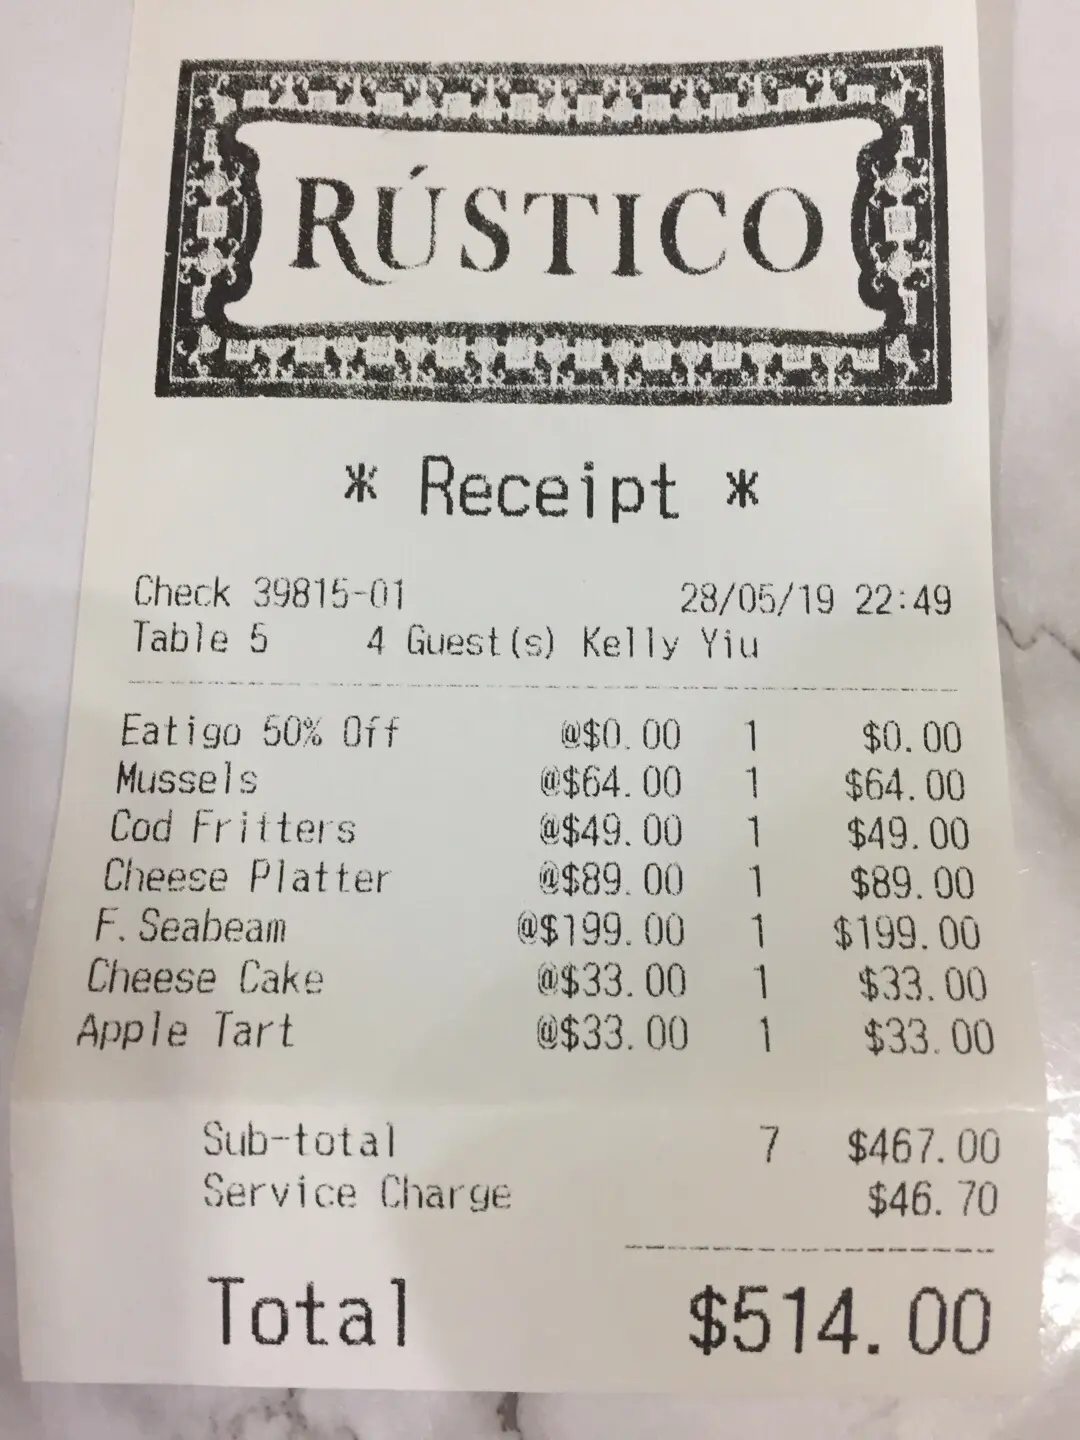 RÚSTICO
* Receipt *
Check 39815-01 28/05/19 22:49
Table 5 4 Guest(s) Kelly Yiu
Eatigo 50% Off @$0.00 1 $0.00
Mussels @$64.00 1 $64.00
Cod Fritters @$49.00 1 $49.00
Cheese Platter @$89.00 1 $89.00
F.Seabeam @$199.00 1 $199.00
Cheese Cake @$33.00 1 $33.00
Apple Tart @$33.00 1 $33.00
Sub-total 7 $467.00
Service Charge $46.70
Total $514.00